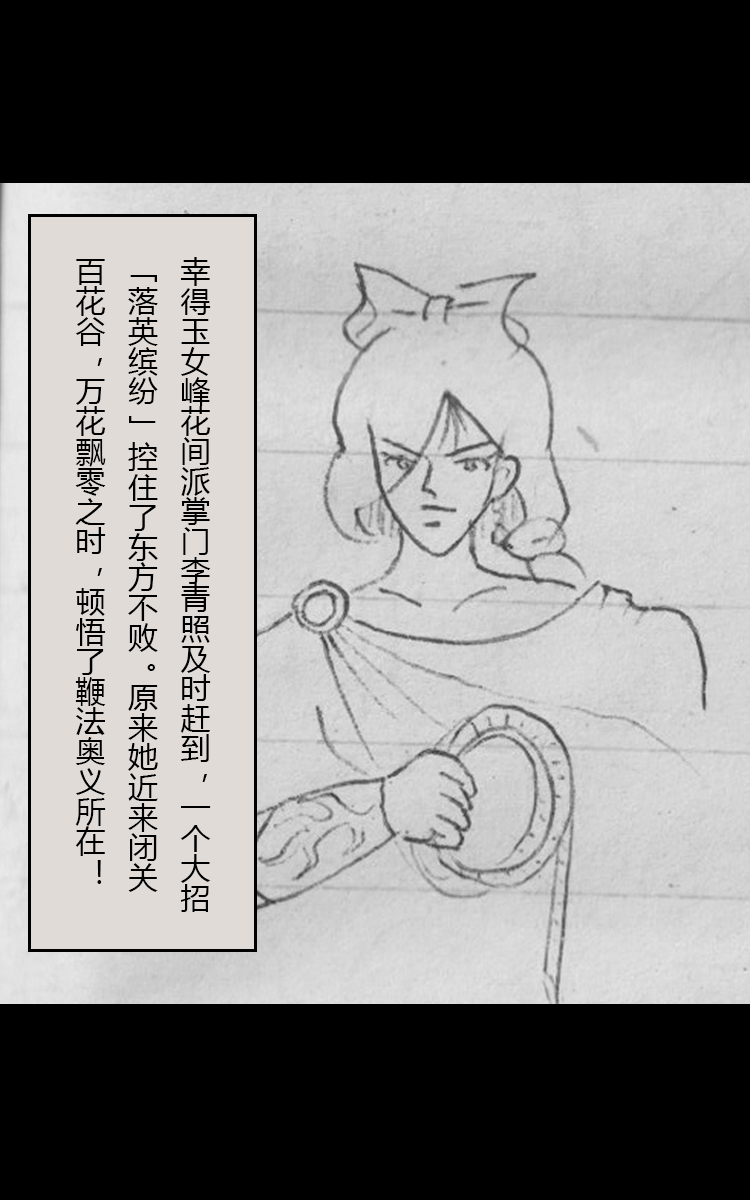 幸得玉女峰花间派掌门李青照及时赶到，一个大招
「落英缤纷」控住了东方不败。原来她近来闭关
百花谷，万花飘零之时，顿悟了鞭法奥义所在！